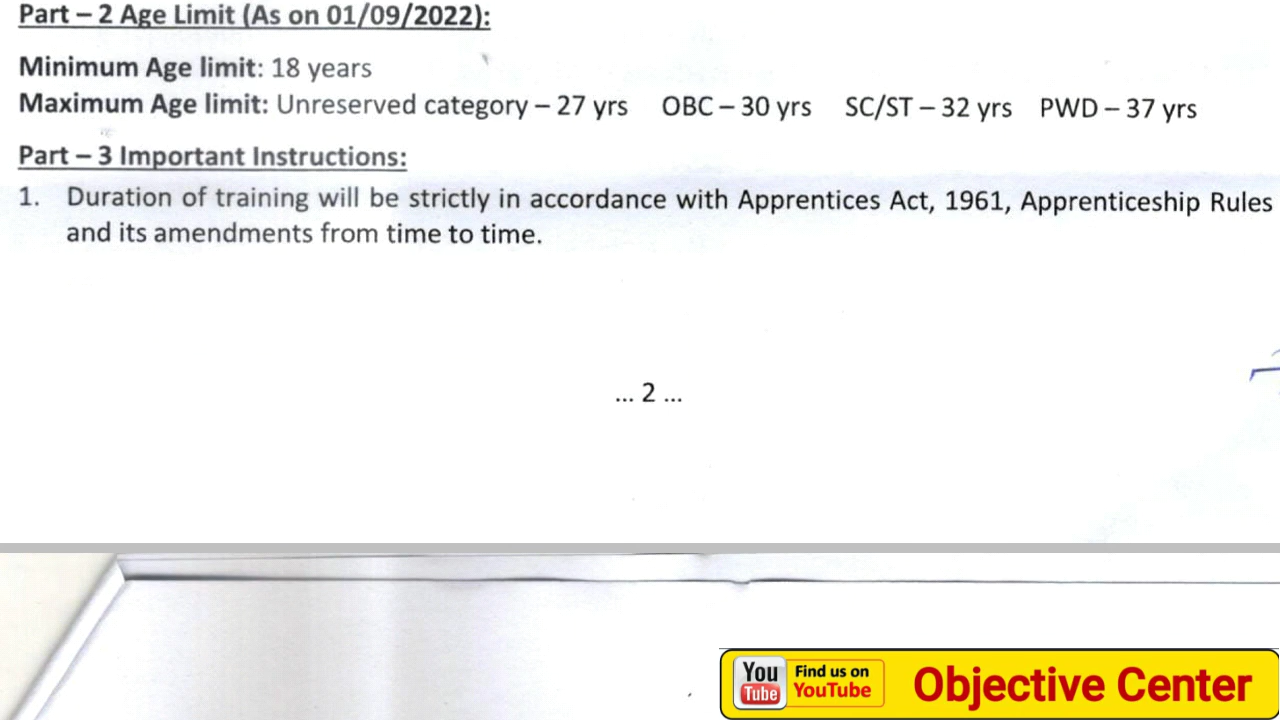 Part – 2 Age Limit (As on 01/09/2022):
Minimum Age limit: 18 years
Maximum Age limit: Unreserved category – 27 yrs OBC – 30 yrs SC/ST – 32 yrs PWD – 37 yrs
Part – 3 Important Instructions:
1. Duration of training will be strictly in accordance with Apprentices Act, 1961, Apprenticeship Rules
and its amendments from time to time.
... 2 ...
You
Tube
Find us on
YouTube
Objective Center